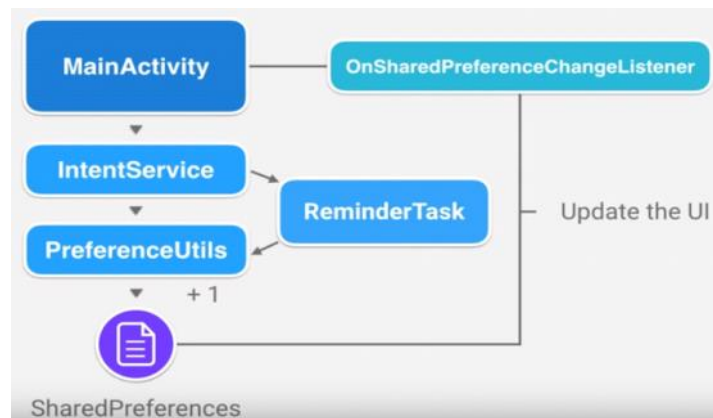 MainActivity
OnSharedPreferenceChangeListener
IntentService
ReminderTask
Update the UI
PreferenceUtils
+ 1
SharedPreferences